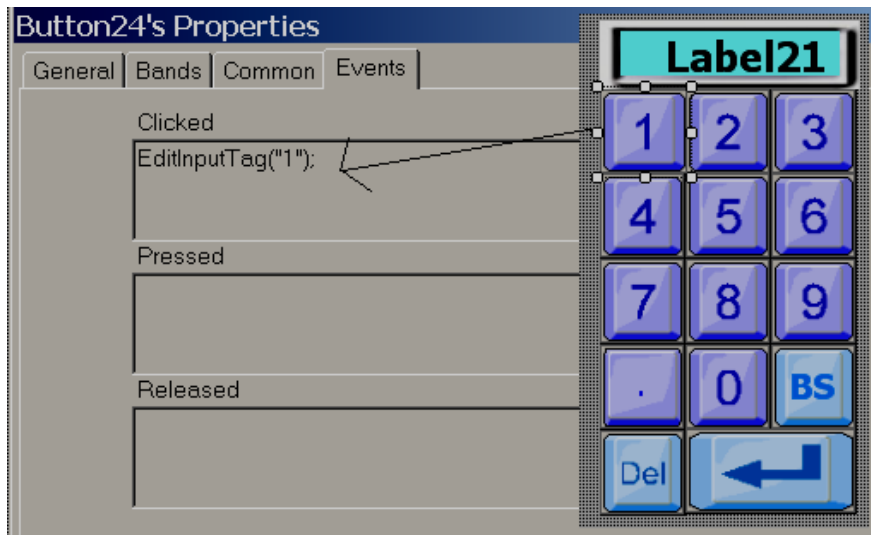 Button24's Properties
General Bands Common Events
Clicked
EditInputTag("1");
Pressed
Released
Label21
1 2 3
4 5 6
7 8 9
. 0 BS
Del